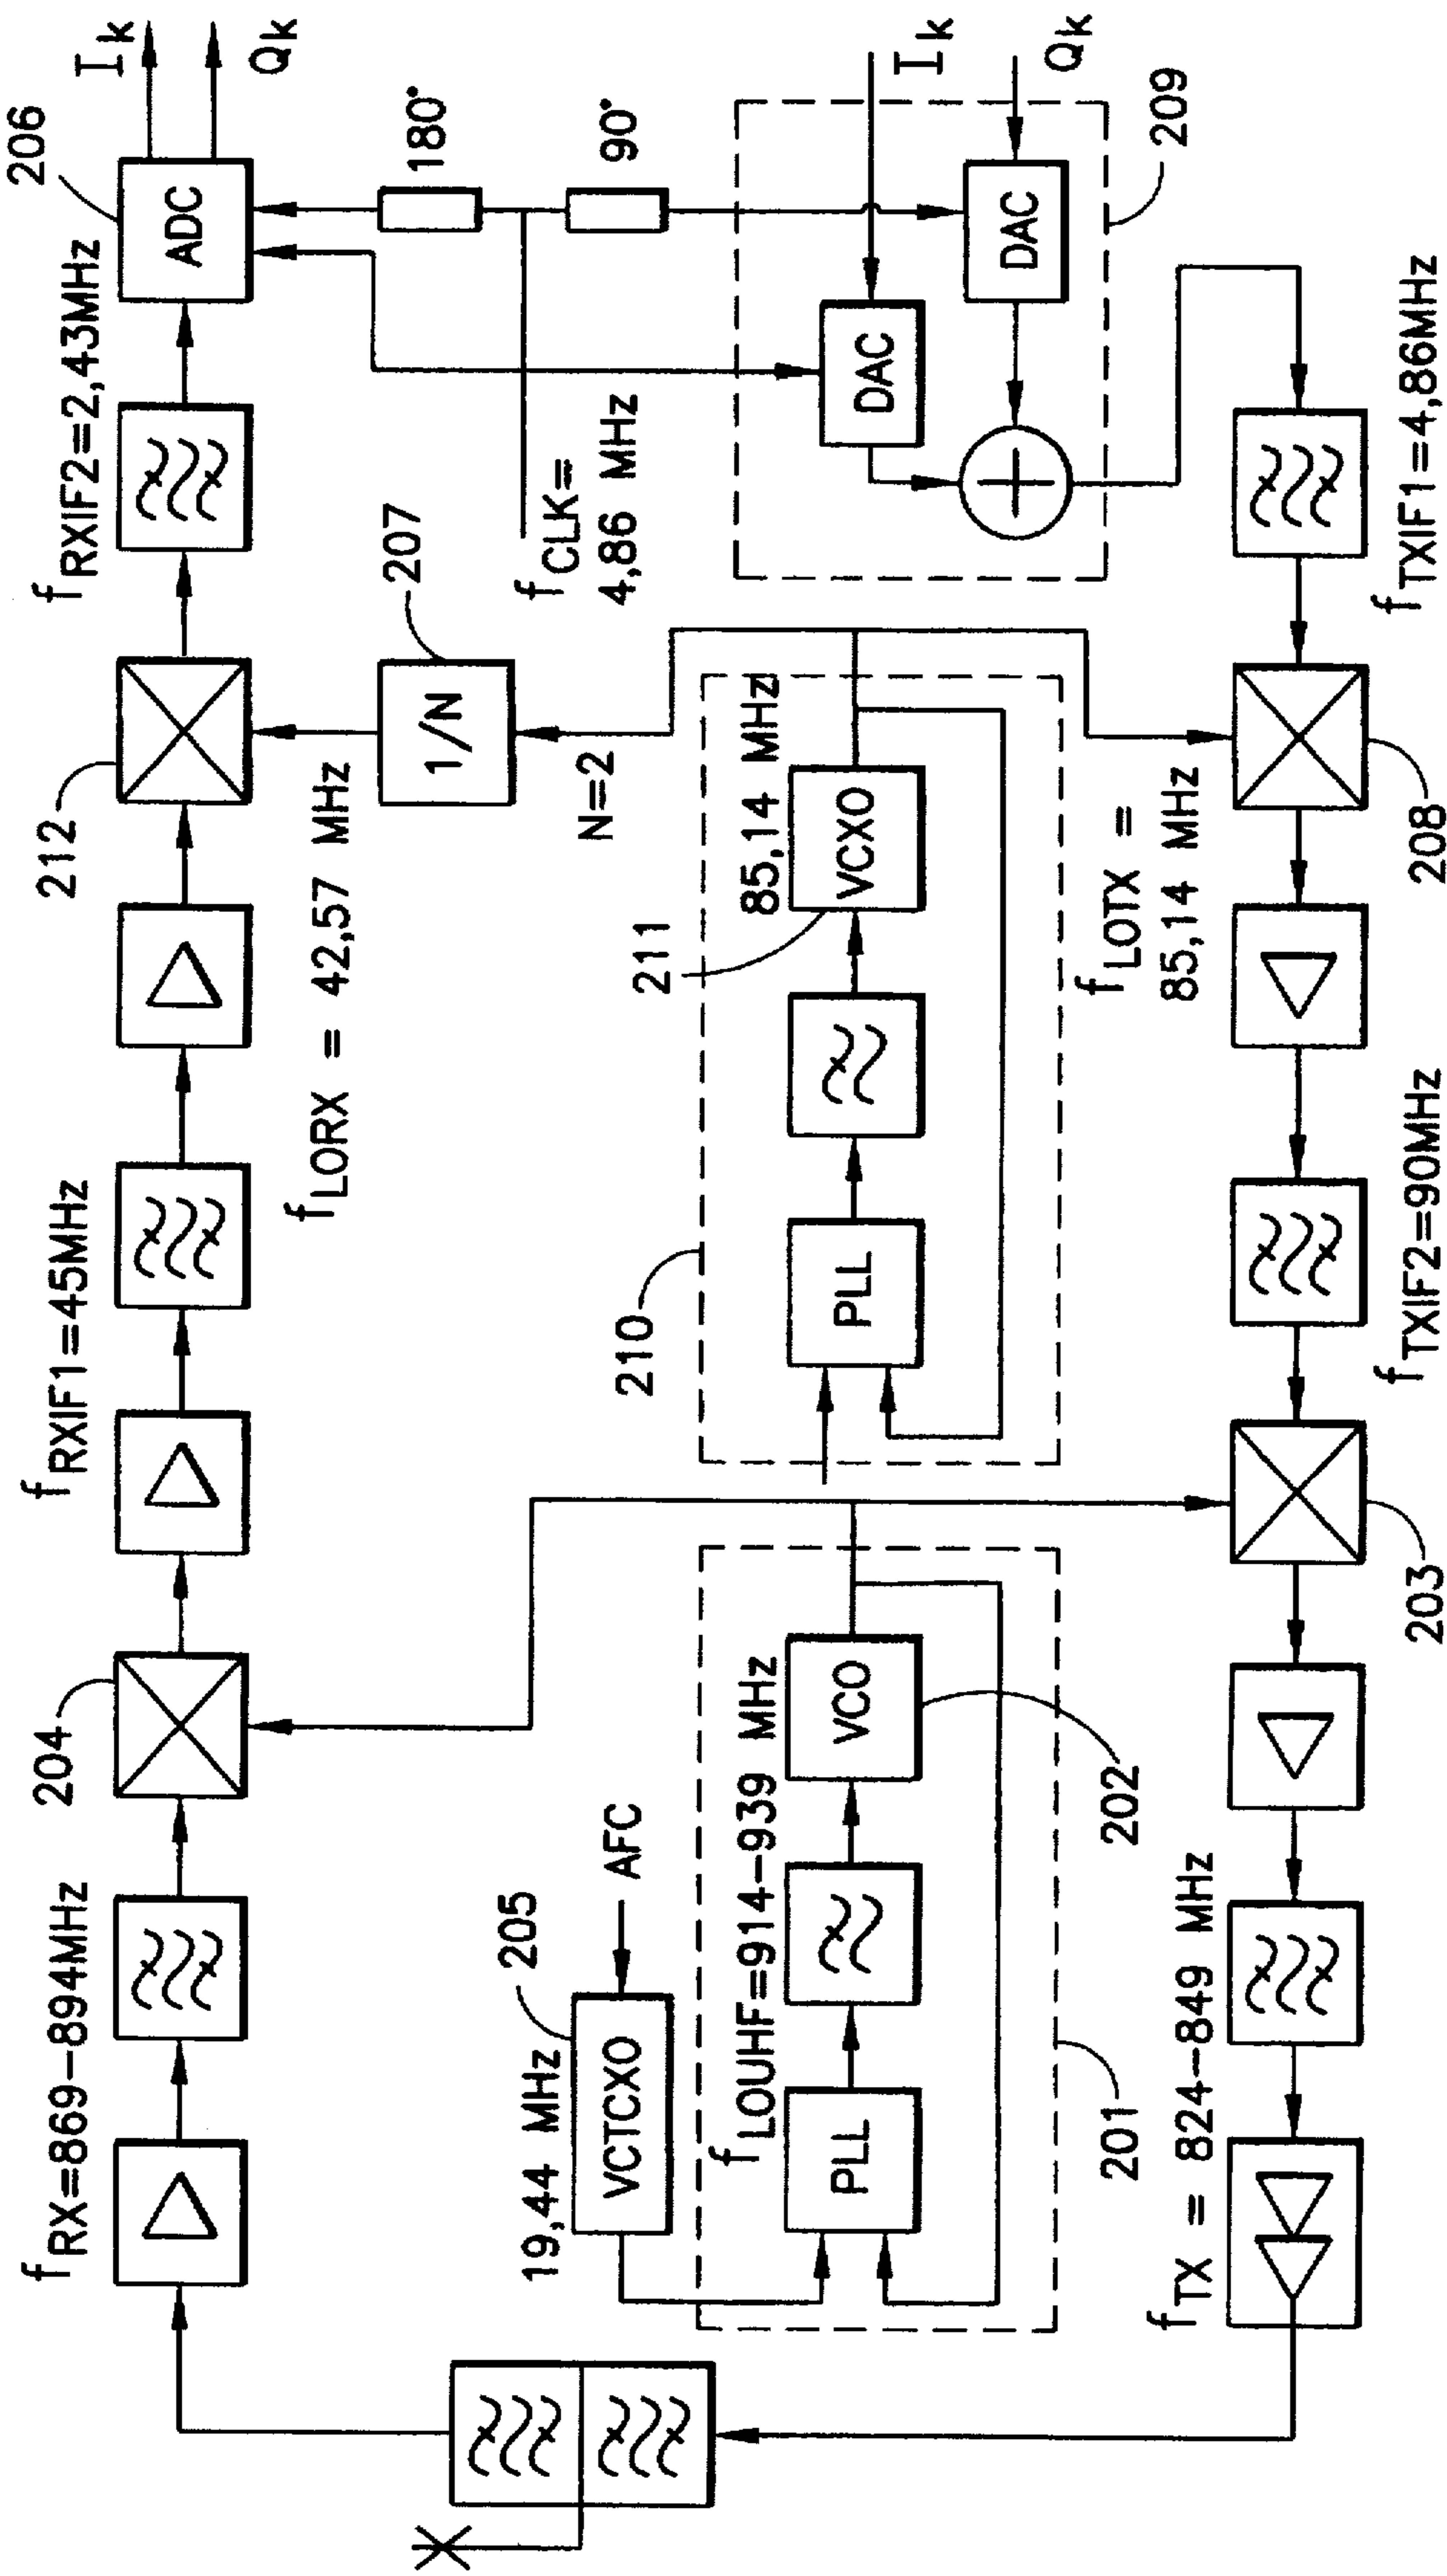 f_RX=869-894MHz
204
f_RXIF1=45MHz
212
f_RXIF2=2,43MHz
206
ADC
I_k
Q_k
f_LORX = 42,57 MHz
1/N
207
N=2
180°
f_CLK=
4,86 MHz
90°
19,44 MHz
VCTCXO
205
AFC
210
211
f_LOUHF=914-939 MHz
PLL
VCO
202
201
PLL
85,14 MHz
VCXO
DAC
DAC
I_k
Q_k
209
f_LOTX =
85,14 MHz
f_TX = 824-849 MHz
203
f_TXIF2=90MHz
208
f_TXIF1=4,86MHz